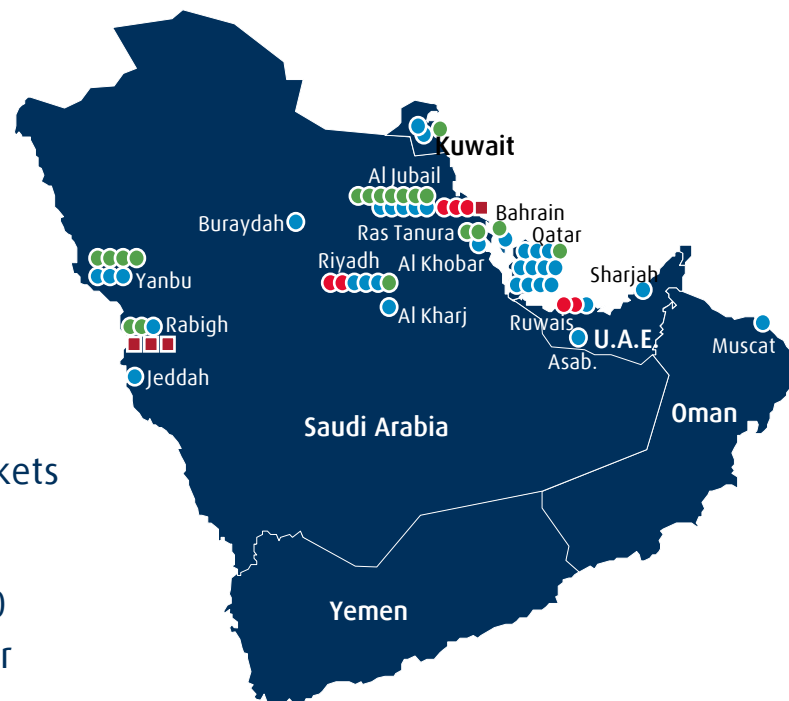 Kuwait
Al Jubail
Bahrain
Buraydah
Ras Tanura
Qatar
Riyadh
Al Khobar
Sharjah
Yanbu
Al Kharj
Rabigh
Ruwais
U.A.E.
Muscat
Asab.
Jeddah
Oman
Saudi Arabia
kets
Yemen
r